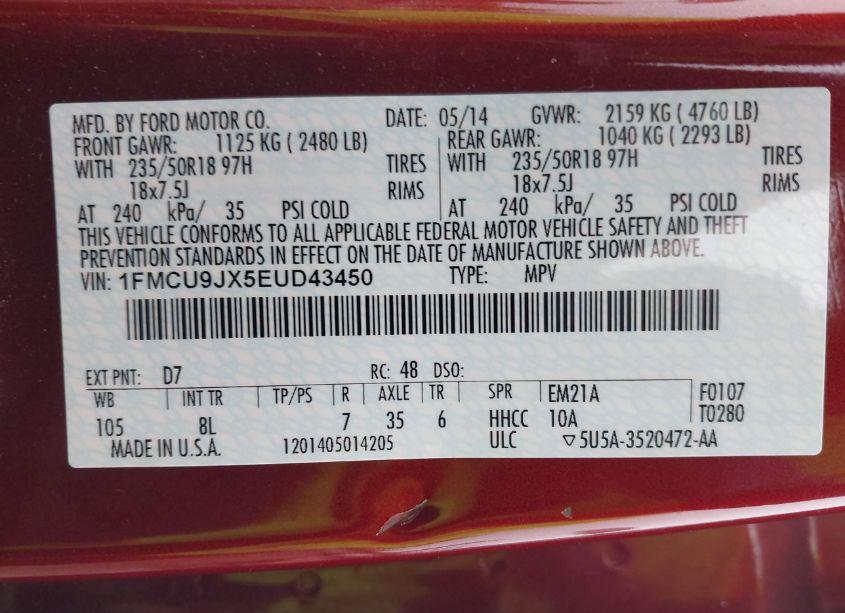 MFD. BY FORD MOTOR CO. DATE: 05/14 GVWR: 2159 KG ( 4760 LB)
FRONT GAWR: 1125 KG ( 2480 LB) REAR GAWR: 1040 KG ( 2293 LB)
WITH 235/50R18 97H TIRES WITH 235/50R18 97H TIRES
18x7.5J RIMS 18x7.5J RIMS
AT 240 kPa/ 35 PSI COLD AT 240 kPa/ 35 PSI COLD
THIS VEHICLE CONFORMS TO ALL APPLICABLE FEDERAL MOTOR VEHICLE SAFETY AND THEFT
PREVENTION STANDARDS IN EFFECT ON THE DATE OF MANUFACTURE SHOWN ABOVE.
VIN: 1FMCU9JX5EUD43450 TYPE: MPV
EXT PNT: D7 RC: 48 DSO:
WB INT TR TP/PS R AXLE TR SPR EM21A F0107
105 8L 7 35 6 HHCC 10A T0280
MADE IN U.S.A. 1201405014205 ULC ▽5U5A-3520472-AA